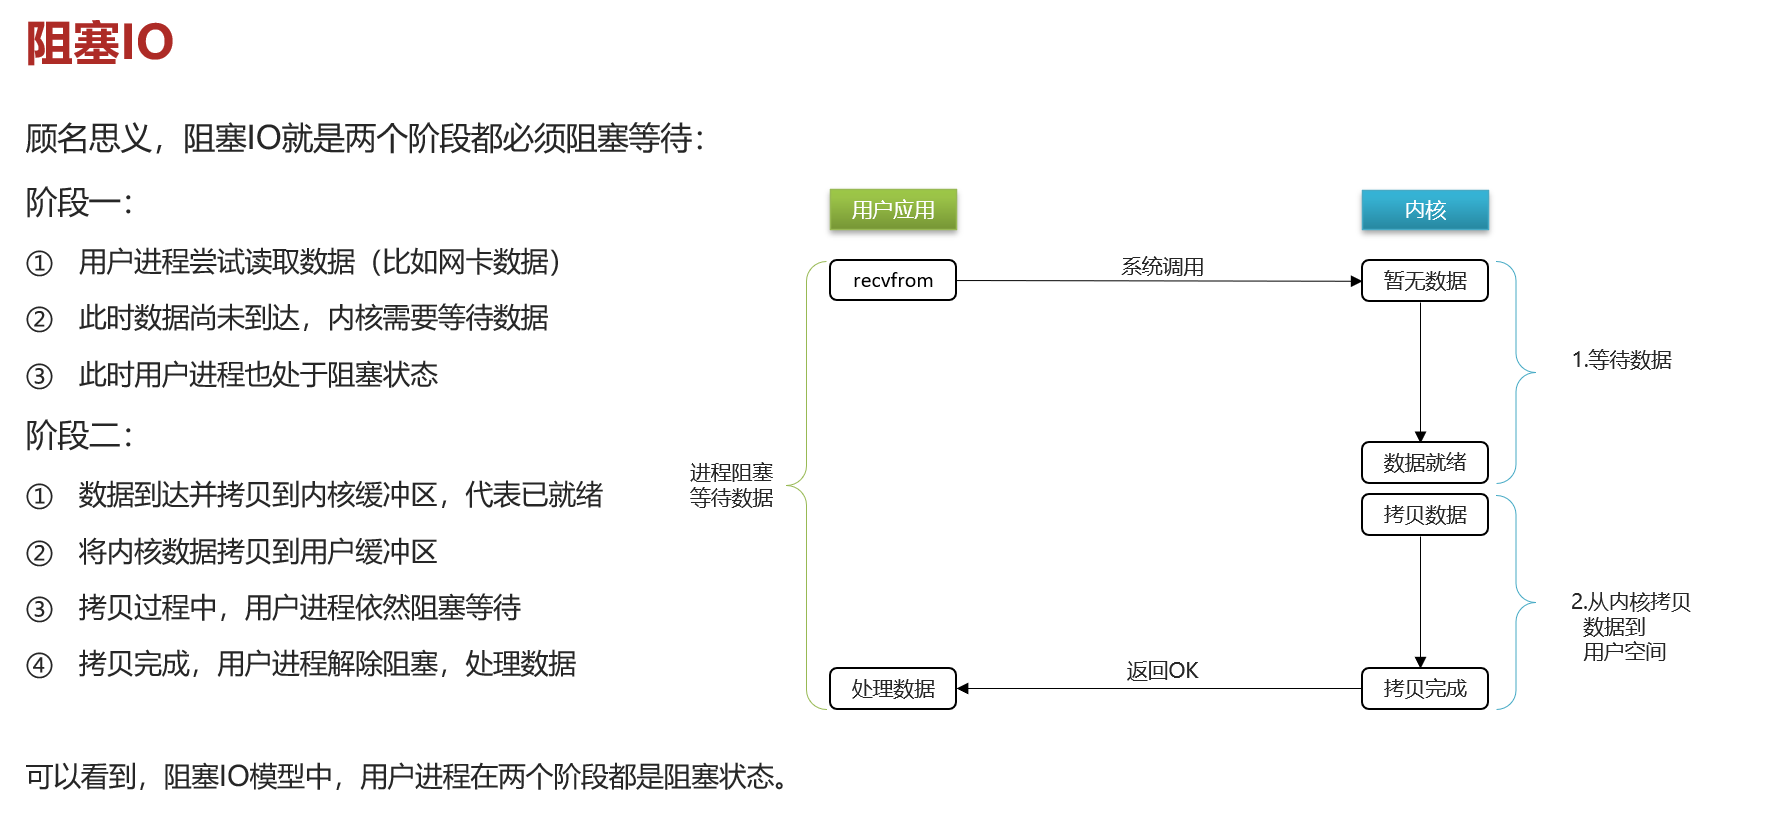 阻塞IO
顾名思义，阻塞IO就是两个阶段都必须阻塞等待：
阶段一：
① 用户进程尝试读取数据（比如网卡数据）
② 此时数据尚未到达，内核需要等待数据
③ 此时用户进程也处于阻塞状态
阶段二：
① 数据到达并拷贝到内核缓冲区，代表已就绪
② 将内核数据拷贝到用户缓冲区
③ 拷贝过程中，用户进程依然阻塞等待
④ 拷贝完成，用户进程解除阻塞，处理数据
可以看到，阻塞IO模型中，用户进程在两个阶段都是阻塞状态。
用户应用
内核
recvfrom
系统调用
暂无数据
1.等待数据
数据就绪
进程阻塞
等待数据
拷贝数据
2.从内核拷贝
数据到
用户空间
处理数据
返回OK
拷贝完成